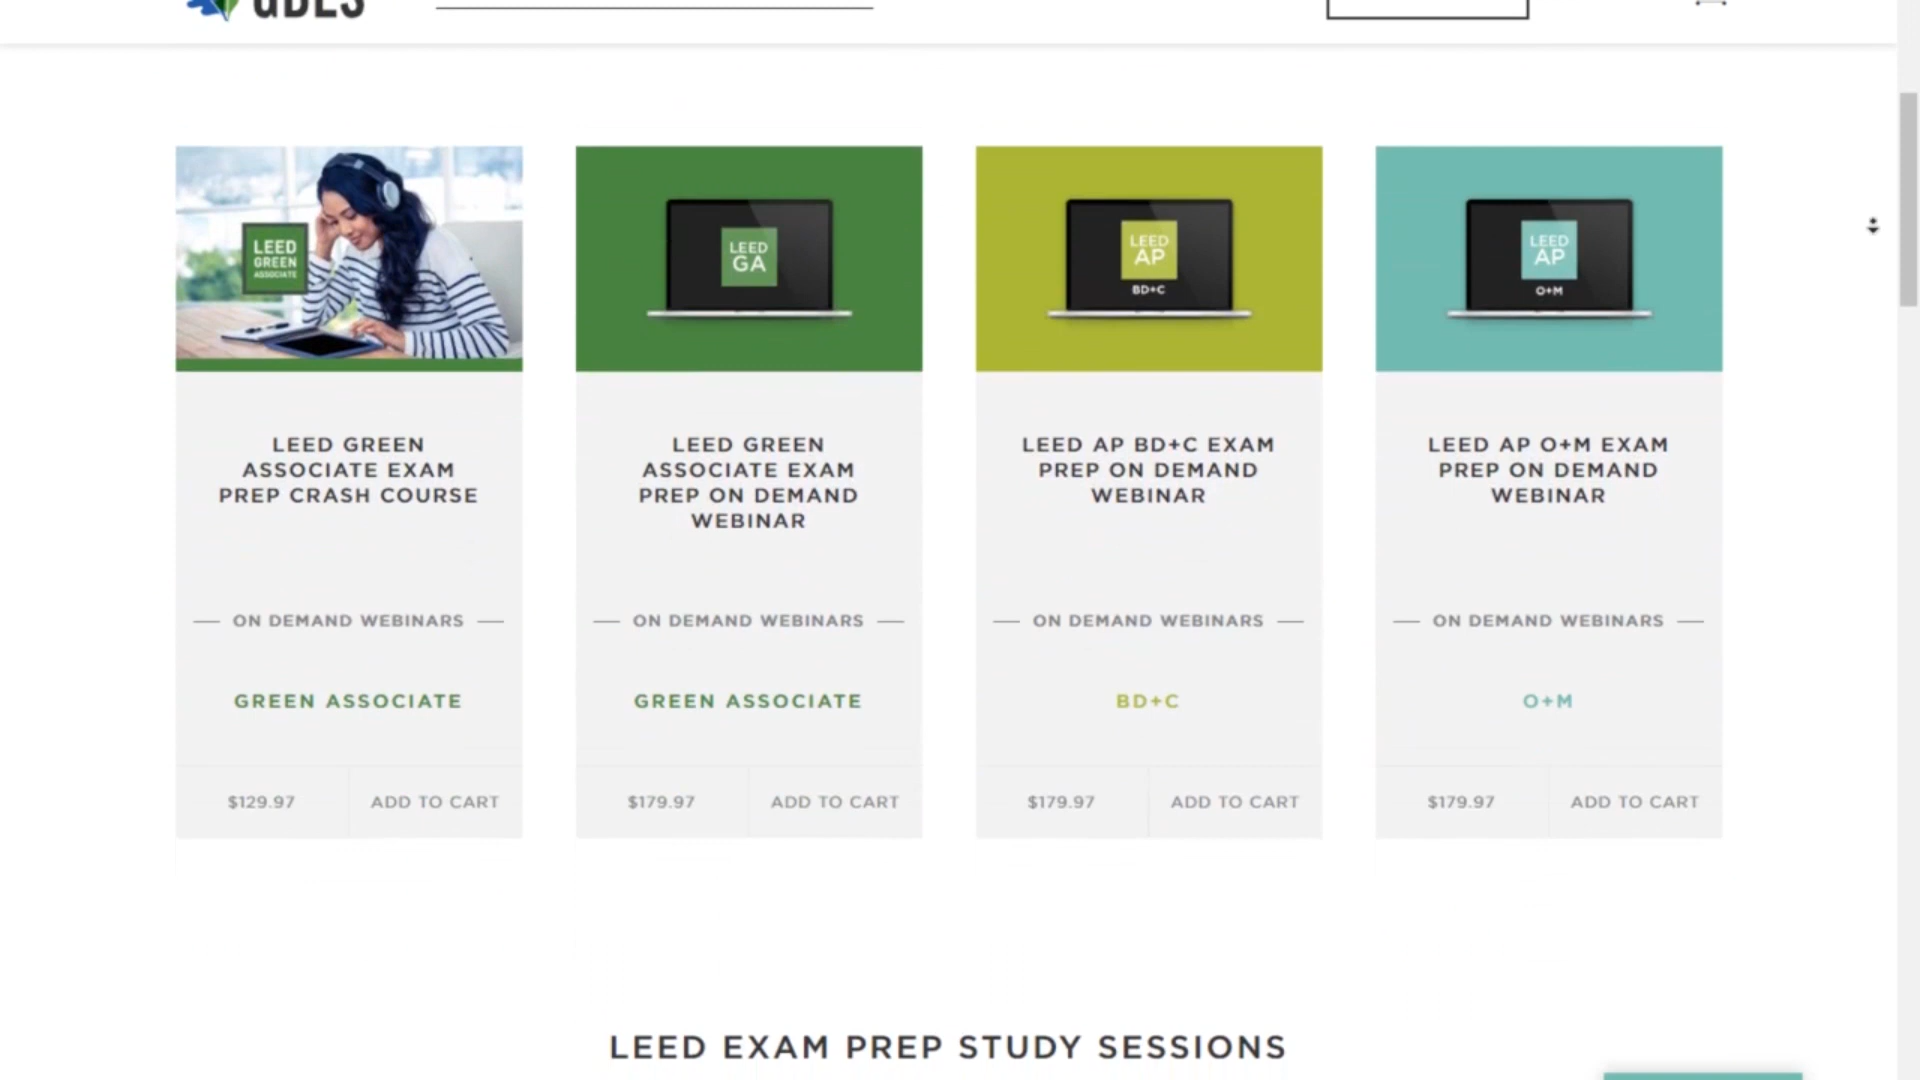 GBES
LEED
GREEN
ASSOCIATE
LEED
GA
LEED
AP
BD+C
LEED
AP
O+M
LEED GREEN
ASSOCIATE EXAM
PREP CRASH COURSE
LEED GREEN
ASSOCIATE EXAM
PREP ON DEMAND
WEBINAR
LEED AP BD+C EXAM
PREP ON DEMAND
WEBINAR
LEED AP O+M EXAM
PREP ON DEMAND
WEBINAR
ON DEMAND WEBINARS
ON DEMAND WEBINARS
ON DEMAND WEBINARS
ON DEMAND WEBINARS
GREEN ASSOCIATE
GREEN ASSOCIATE
BD+C
O+M
$129.97 ADD TO CART
$179.97 ADD TO CART
$179.97 ADD TO CART
$179.97 ADD TO CART
LEED EXAM PREP STUDY SESSIONS